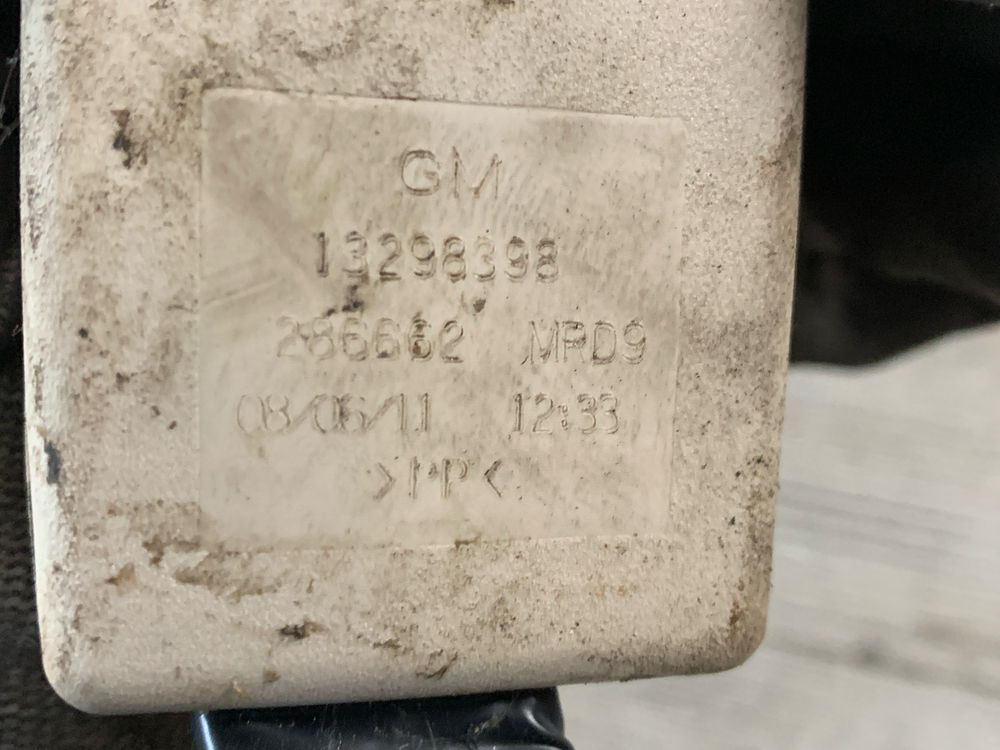 GM
13298398
286662 .MRD9
08/06/11 12:33
>PP<